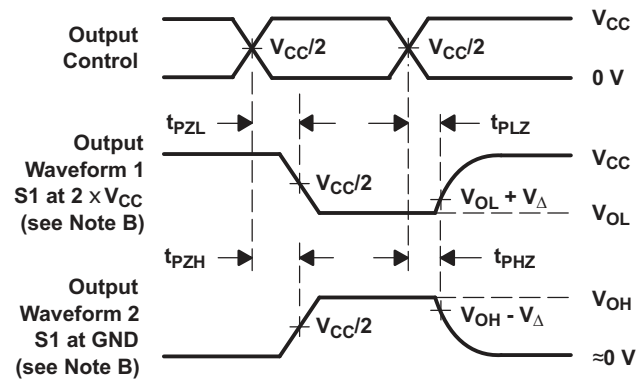 Output
Control
V_CC/2
V_CC/2
V_CC
0 V
t_PZL
t_PLZ
Output
Waveform 1
S1 at 2 x V_CC
(see Note B)
V_CC/2
V_OL + V_Δ
V_CC
V_OL
t_PZH
t_PHZ
Output
Waveform 2
S1 at GND
(see Note B)
V_CC/2
V_OH - V_Δ
V_OH
≈0 V